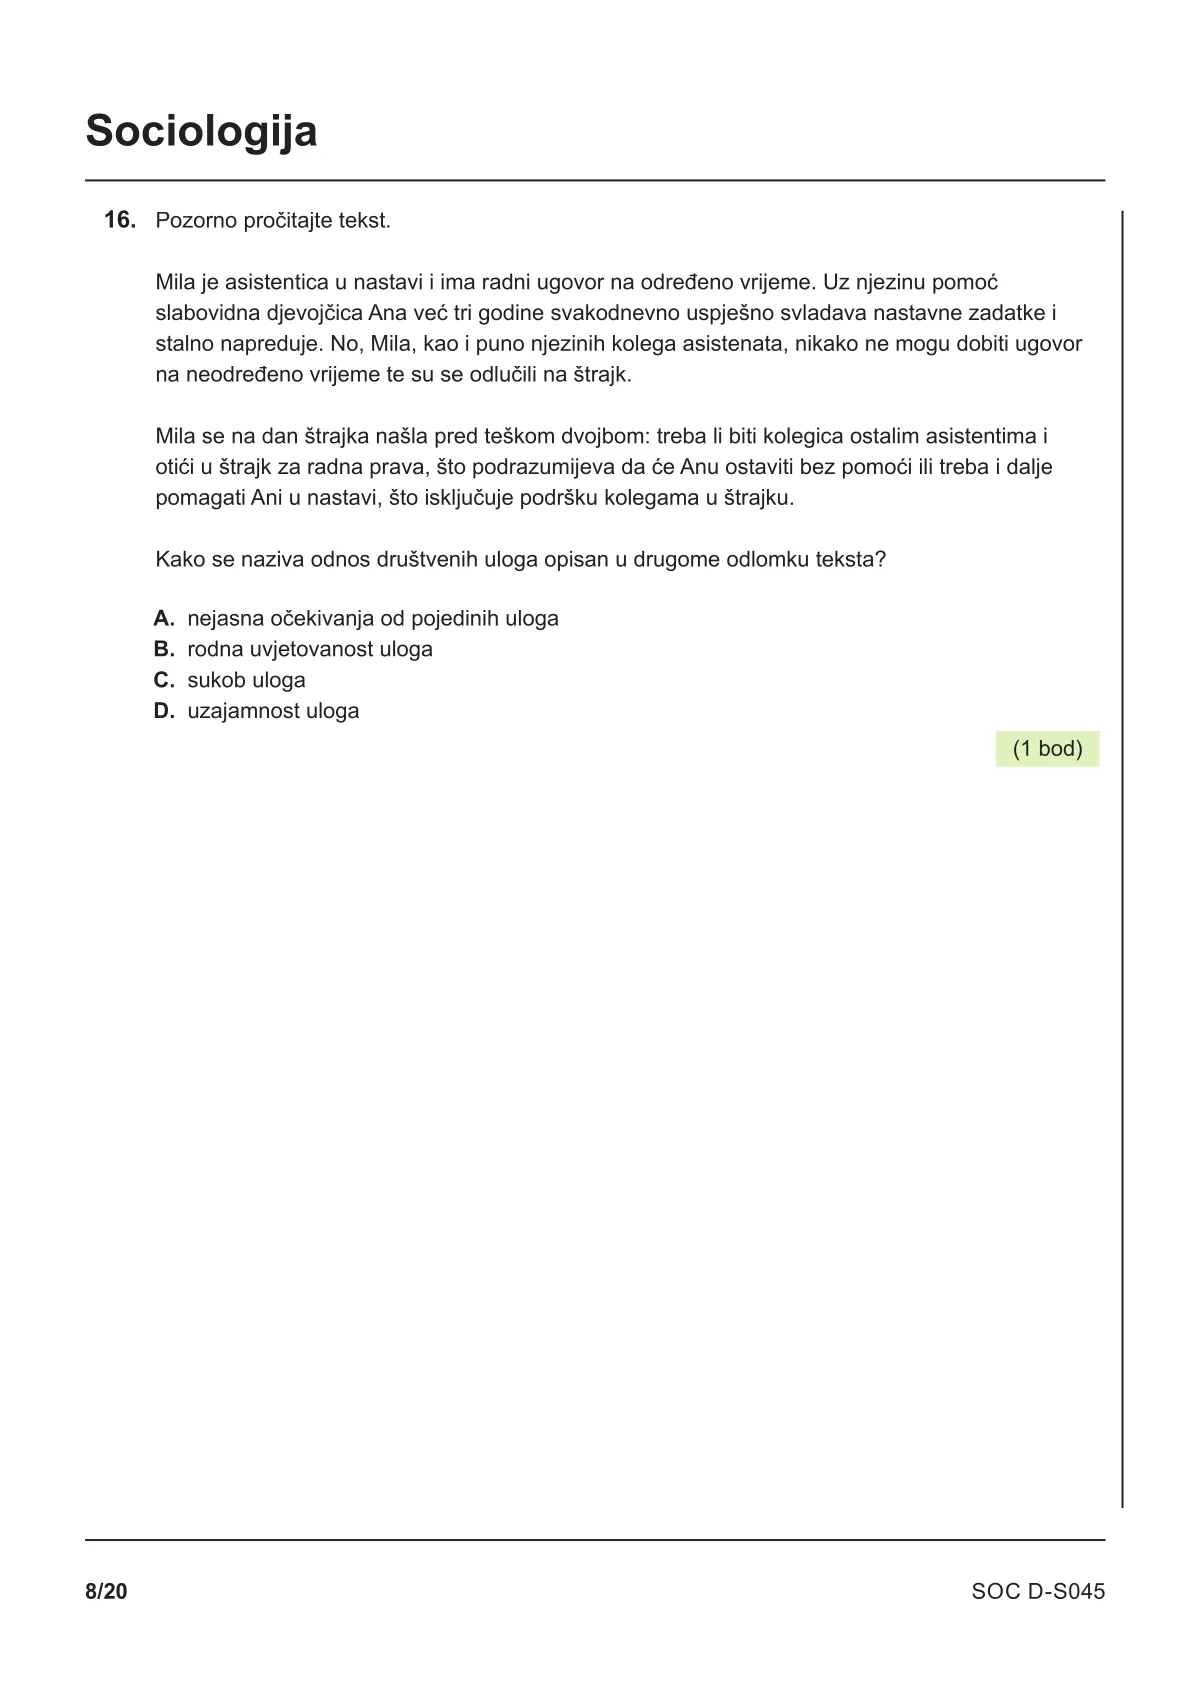 Sociologija
16. Pozorno pročitajte tekst.
Mila je asistentica u nastavi i ima radni ugovor na određeno vrijeme. Uz njezinu pomoć
slabovidna djevojčica Ana već tri godine svakodnevno uspješno svladava nastavne zadatke i
stalno napreduje. No, Mila, kao i puno njezinih kolega asistenata, nikako ne mogu dobiti ugovor
na neodređeno vrijeme te su se odlučili na štrajk.
Mila se na dan štrajka našla pred teškom dvojbom: treba li biti kolegica ostalim asistentima i
otići u štrajk za radna prava, što podrazumijeva da će Anu ostaviti bez pomoći ili treba i dalje
pomagati Ani u nastavi, što isključuje podršku kolegama u štrajku.
Kako se naziva odnos društvenih uloga opisan u drugome odlomku teksta?
A. nejasna očekivanja od pojedinih uloga
B. rodna uvjetovanost uloga
C. sukob uloga
D. uzajamnost uloga
(1 bod)
8/20
SOC D-S045